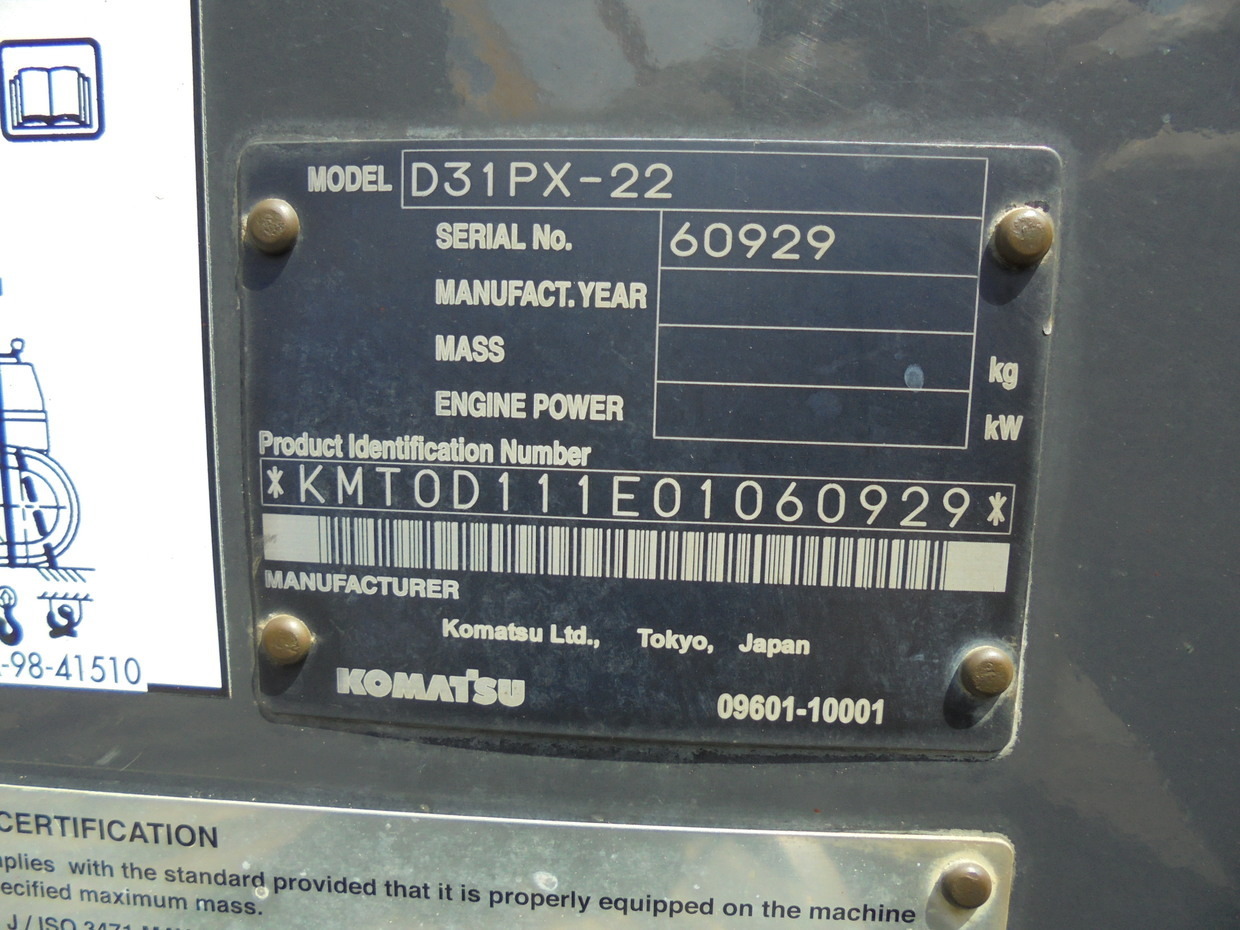 MODEL D31PX-22
SERIAL No. 60929
MANUFACT. YEAR
MASS kg
ENGINE POWER kW
Product Identification Number
*KMT0D111E01060929*
MANUFACTURER
Komatsu Ltd., Tokyo, Japan
KOMATSU 09601-10001
-98-41510
CERTIFICATION
with the standard provided that it is properly equipped on the machine
maximum mass.
J / ISO 3471